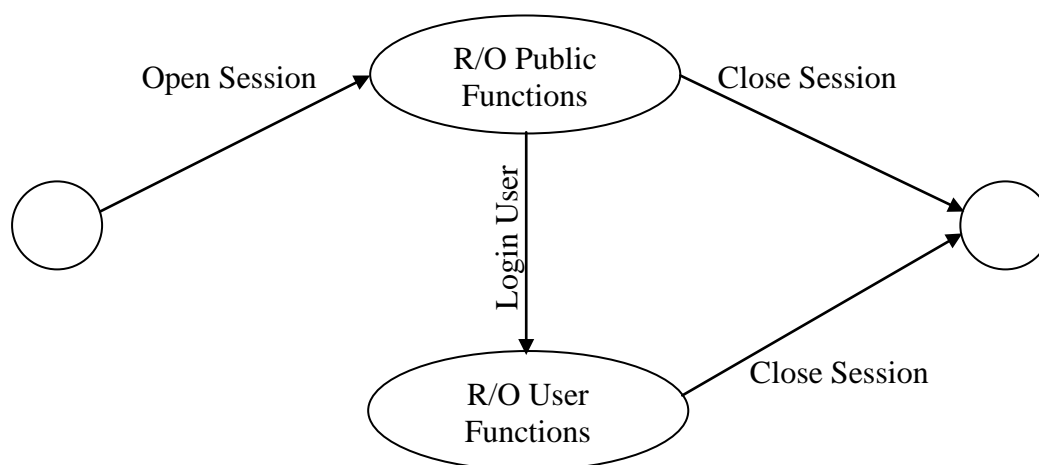 Open Session
R/O Public
Functions
Close Session
Login User
R/O User
Functions
Close Session